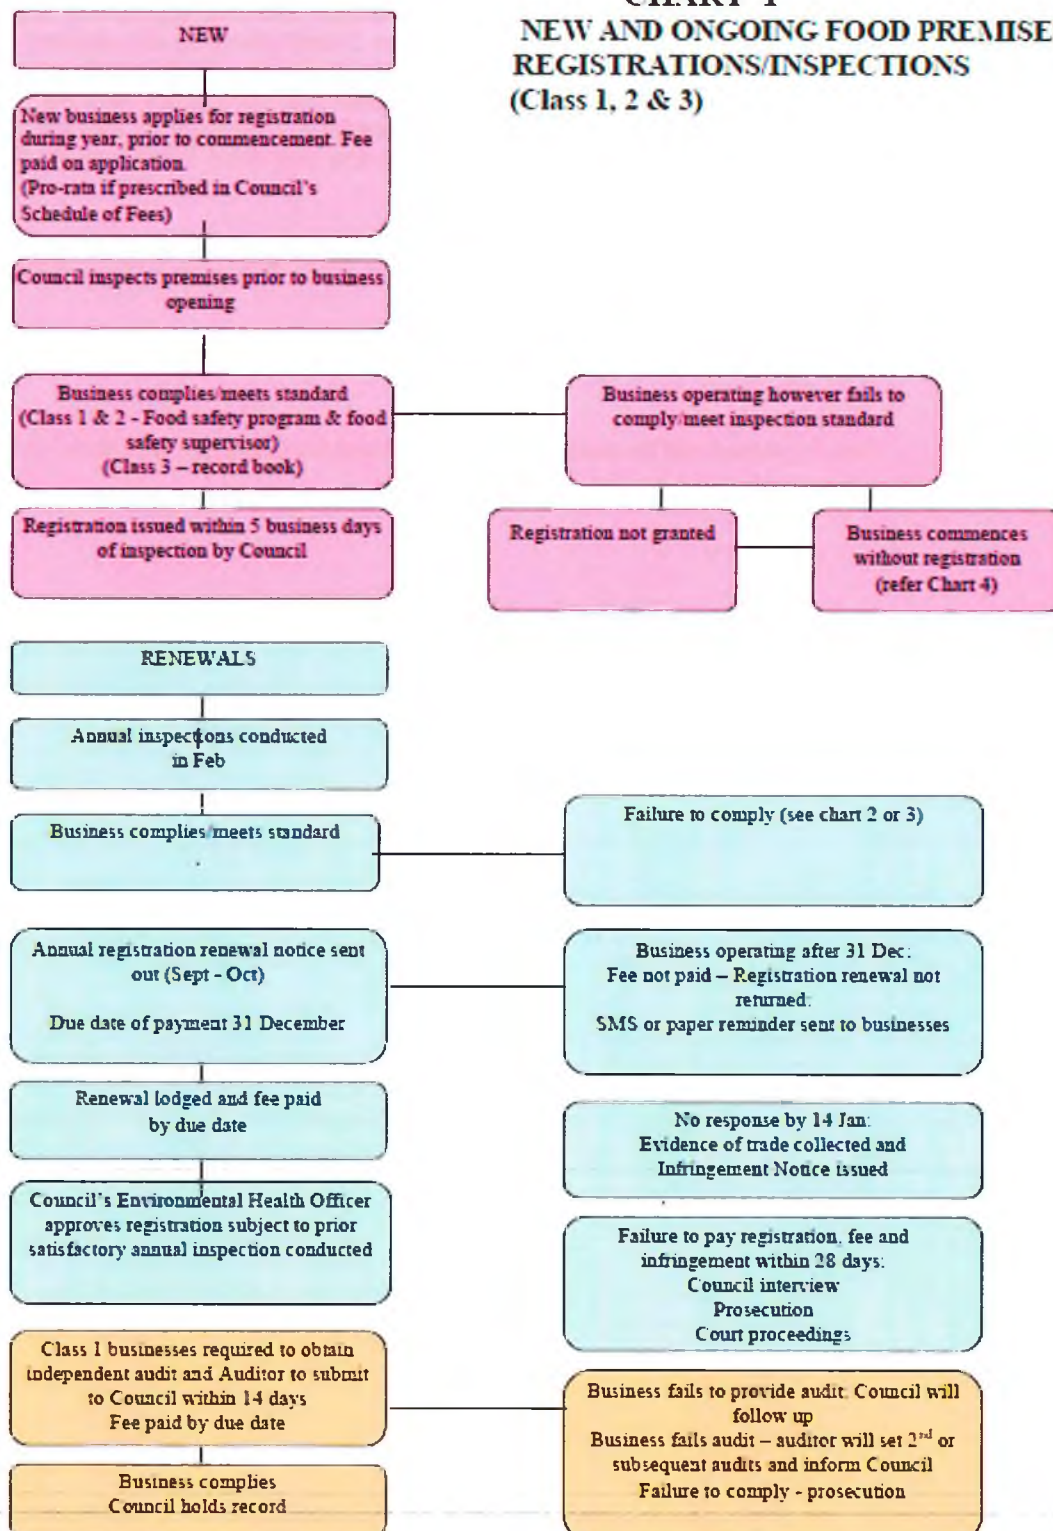 CHART 1
NEW AND ONGOING FOOD PREMISE
REGISTRATIONS/INSPECTIONS
(Class 1, 2 & 3)
NEW
New business applies for registration
during year, prior to commencement. Fee
paid on application.
(Pro-rata if prescribed in Council's
Schedule of Fees)
Council inspects premises prior to business
opening
Business complies/meets standard
(Class 1 & 2 - Food safety program & food
safety supervisor)
(Class 3 – record book)
Business operating however fails to
comply/meet inspection standard
Registration issued within 5 business days
of inspection by Council
Registration not granted
Business commences
without registration
(refer Chart 4)
RENEWALS
Annual inspections conducted
in Feb
Business complies/meets standard
Failure to comply (see chart 2 or 3)
Annual registration renewal notice sent
out (Sept - Oct)
Due date of payment 31 December
Business operating after 31 Dec:
Fee not paid – Registration renewal not
returned:
SMS or paper reminder sent to businesses
Renewal lodged and fee paid
by due date
No response by 14 Jan:
Evidence of trade collected and
Infringement Notice issued
Council's Environmental Health Officer
approves registration subject to prior
satisfactory annual inspection conducted
Failure to pay registration, fee and
infringement within 28 days:
Council interview
Prosecution
Court proceedings
Class 1 businesses required to obtain
independent audit and Auditor to submit
to Council within 14 days
Fee paid by due date
Business fails to provide audit. Council will
follow up
Business fails audit – auditor will set 2nd or
subsequent audits and inform Council
Failure to comply - prosecution
Business complies
Council holds record